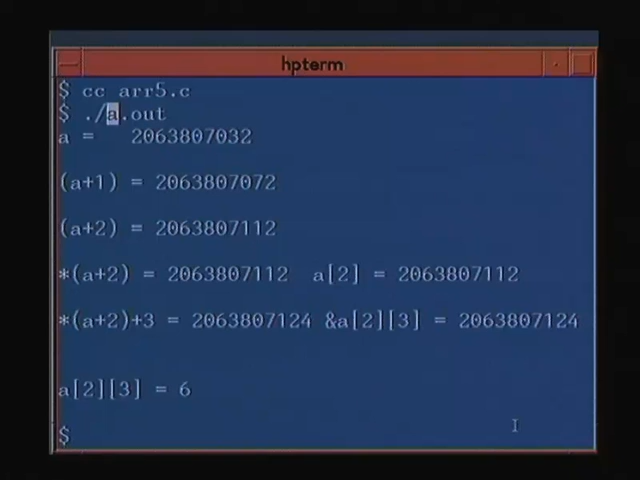 hpterm
$ cc arr5.c
$ ./a.out
a =   2063807032
(a+1) = 2063807072
(a+2) = 2063807112
*(a+2) = 2063807112  a[2] = 2063807112
*(a+2)+3 = 2063807124 &a[2][3] = 2063807124
a[2][3] = 6
$